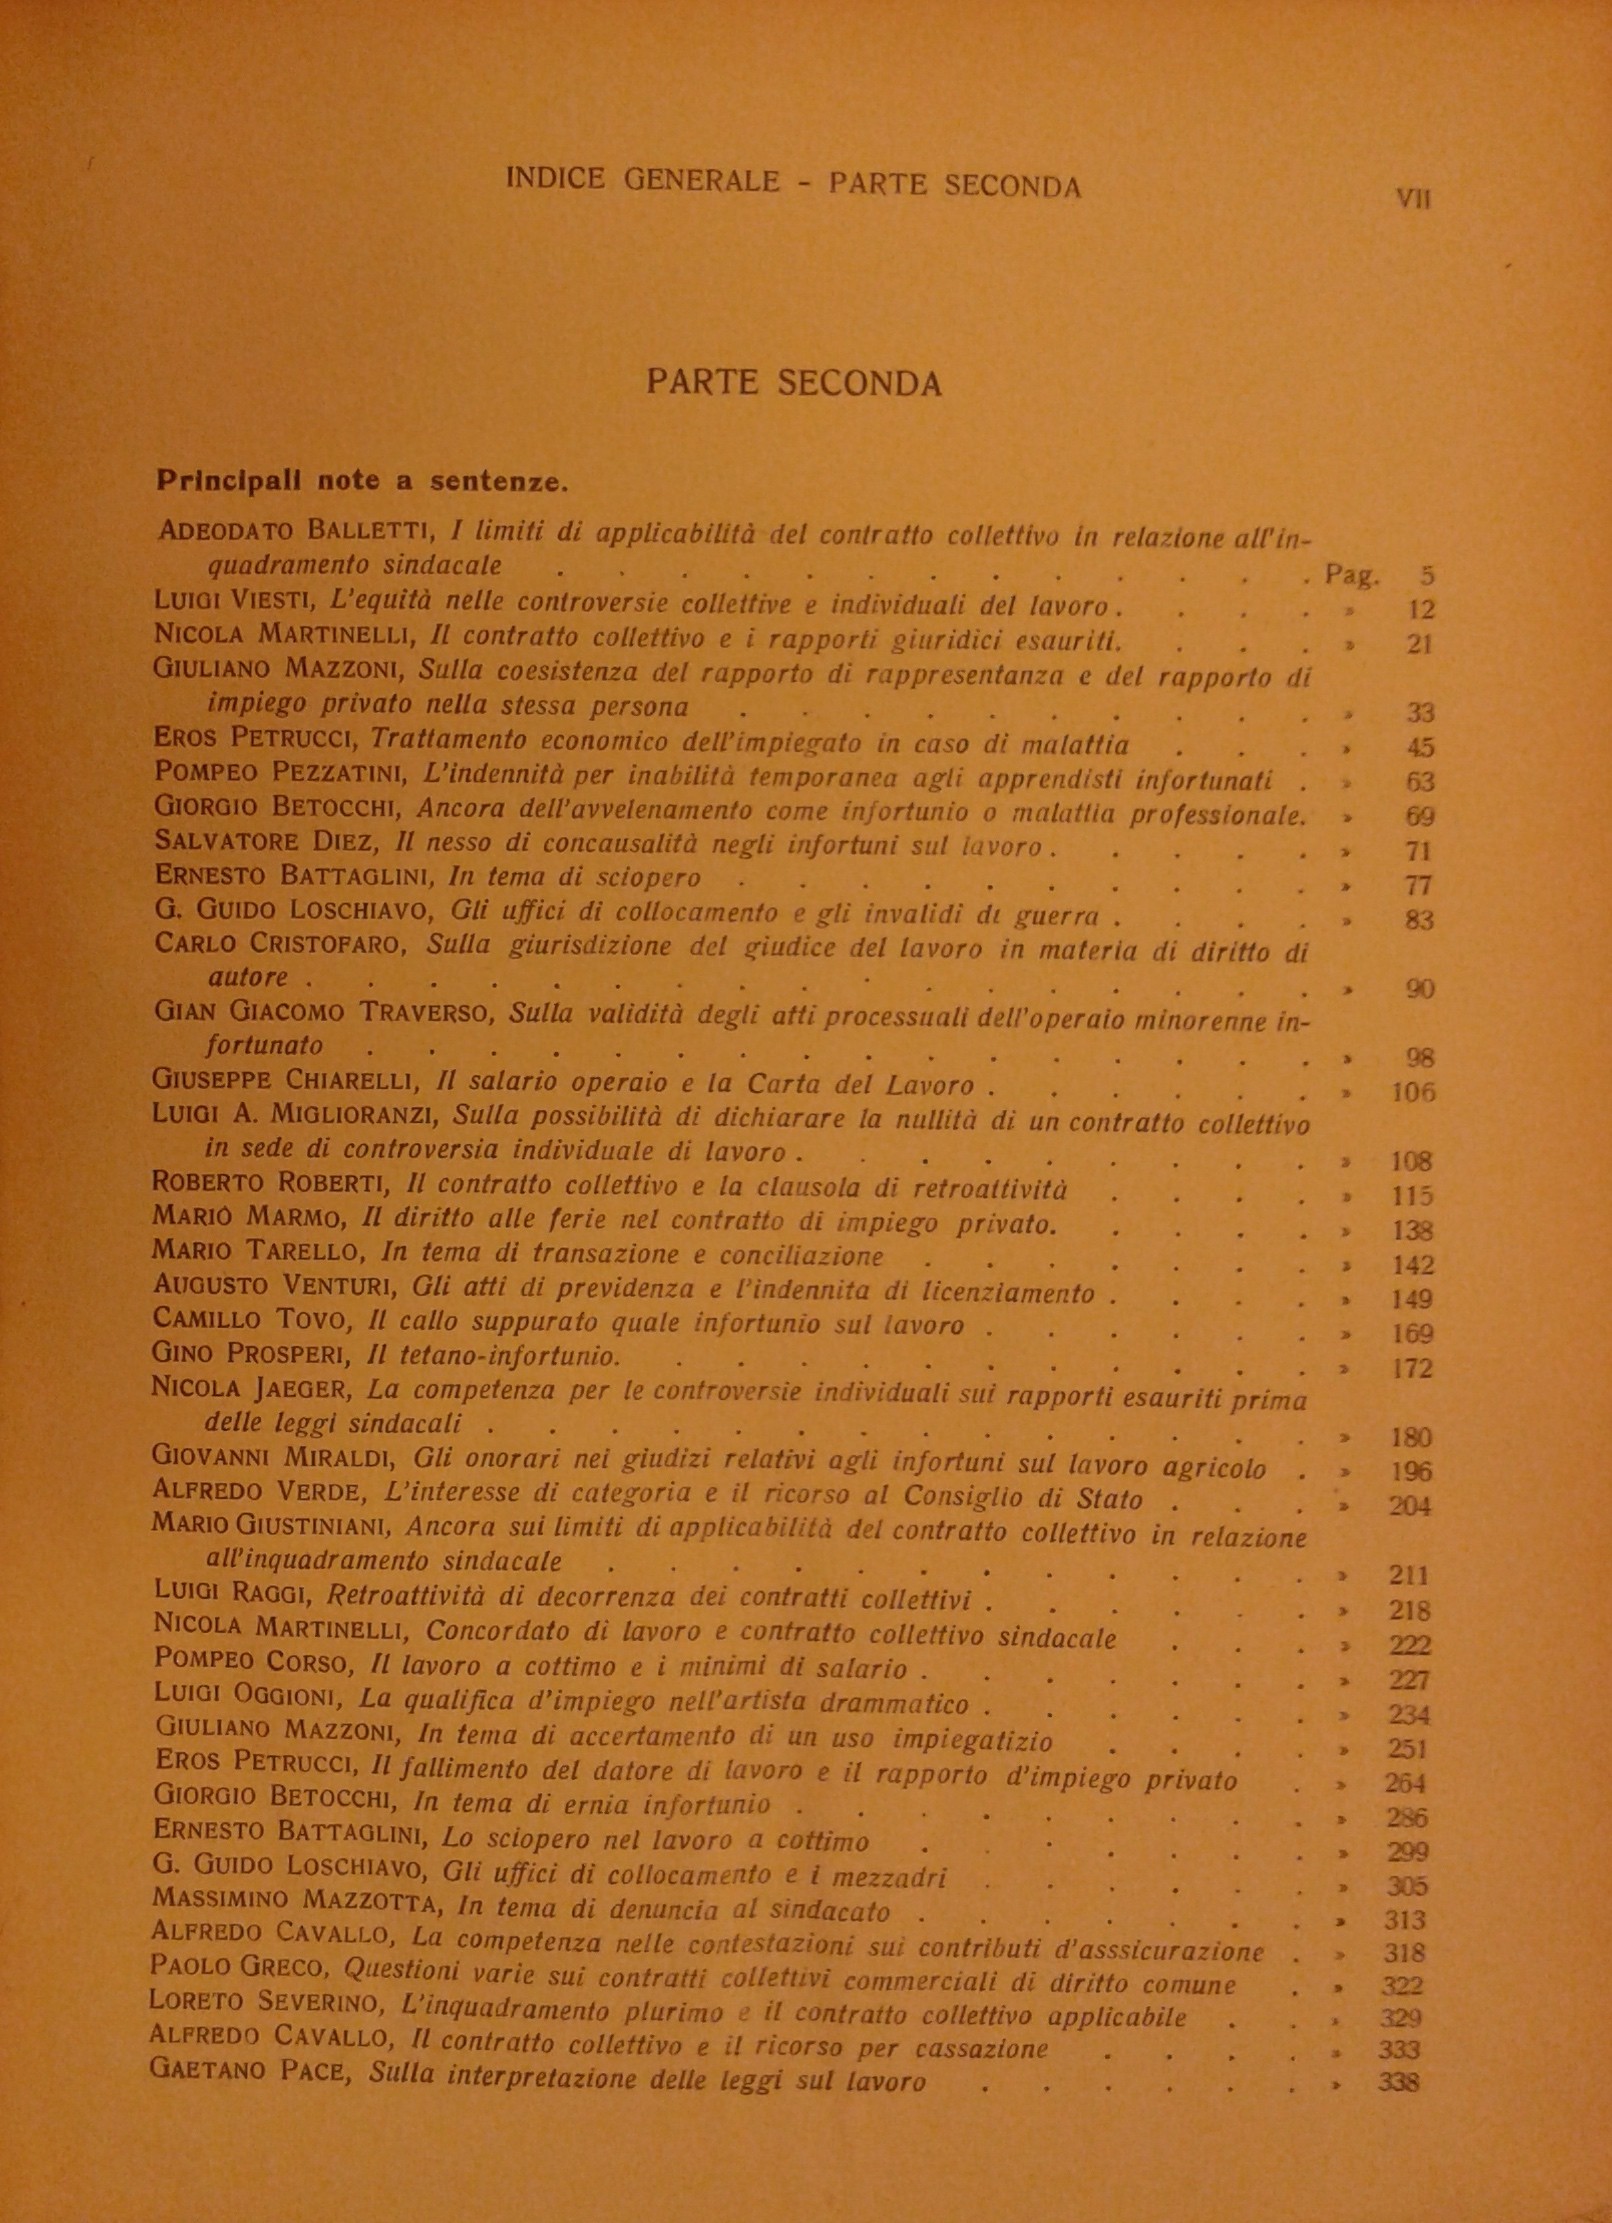 INDICE GENERALE - PARTE SECONDA VII
PARTE SECONDA
Principali note a sentenze.
ADEODATO BALLETTI, I limiti di applicabilità del contratto collettivo in relazione all'in-
quadramento sindacale . . . . . . . . . . . . . Pag. 5
LUIGI VIESTI, L'equità nelle controversie collettive e individuali del lavoro . . . . » 12
NICOLA MARTINELLI, Il contratto collettivo e i rapporti giuridici esauriti. . . . » 21
GIULIANO MAZZONI, Sulla coesistenza del rapporto di rappresentanza e del rapporto di
impiego privato nella stessa persona . . . . . . . . . . » 33
EROS PETRUCCI, Trattamento economico dell'impiegato in caso di malattia . . . » 45
POMPEO PEZZATINI, L'indennità per inabilità temporanea agli apprendisti infortunati . » 63
GIORGIO BETOCCHI, Ancora dell'avvelenamento come infortunio o malattia professionale. » 69
SALVATORE DIEZ, Il nesso di concausalità negli infortuni sul lavoro . . . . . » 71
ERNESTO BATTAGLINI, In tema di sciopero . . . . . . . . . . » 77
G. GUIDO LOSCHIAVO, Gli uffici di collocamento e gli invalidi di guerra . . . . » 83
CARLO CRISTOFARO, Sulla giurisdizione del giudice del lavoro in materia di diritto di
autore . . . . . . . . . . . . . . . . . » 90
GIAN GIACOMO TRAVERSO, Sulla validità degli atti processuali dell'operaio minorenne in-
fortunato . . . . . . . . . . . . . . . . » 98
GIUSEPPE CHIARELLI, Il salario operaio e la Carta del Lavoro . . . . . . » 106
LUIGI A. MIGLIORANZI, Sulla possibilità di dichiarare la nullità di un contratto collettivo
in sede di controversia individuale di lavoro . . . . . . . . . » 108
ROBERTO ROBERTI, Il contratto collettivo e la clausola di retroattività . . . . » 115
MARIO MARMO, Il diritto alle ferie nel contratto di impiego privato. . . . . » 138
MARIO TARELLO, In tema di transazione e conciliazione . . . . . . . » 142
AUGUSTO VENTURI, Gli atti di previdenza e l'indennita di licenziamento . . . . » 149
CAMILLO TOVO, Il callo suppurato quale infortunio sul lavoro . . . . . . » 169
GINO PROSPERI, Il tetano-infortunio. . . . . . . . . . . . » 172
NICOLA JAEGER, La competenza per le controversie individuali sui rapporti esauriti prima
delle leggi sindacali . . . . . . . . . . . . . . » 180
GIOVANNI MIRALDI, Gli onorari nei giudizi relativi agli infortuni sul lavoro agricolo . » 196
ALFREDO VERDE, L'interesse di categoria e il ricorso al Consiglio di Stato . . . » 204
MARIO GIUSTINIANI, Ancora sui limiti di applicabilità del contratto collettivo in relazione
all'inquadramento sindacale . . . . . . . . . . . . » 211
LUIGI RAGGI, Retroattività di decorrenza dei contratti collettivi . . . . . . » 218
NICOLA MARTINELLI, Concordato di lavoro e contratto collettivo sindacale . . . » 222
POMPEO CORSO, Il lavoro a cottimo e i minimi di salario . . . . . . . » 227
LUIGI OGGIONI, La qualifica d'impiego nell'artista drammatico . . . . . . » 234
GIULIANO MAZZONI, In tema di accertamento di un uso impiegatizio . . . . » 251
EROS PETRUCCI, Il fallimento del datore di lavoro e il rapporto d'impiego privato . » 264
GIORGIO BETOCCHI, In tema di ernia infortunio . . . . . . . . . » 286
ERNESTO BATTAGLINI, Lo sciopero nel lavoro a cottimo . . . . . . . » 299
G. GUIDO LOSCHIAVO, Gli uffici di collocamento e i mezzadri . . . . . . » 305
MASSIMINO MAZZOTTA, In tema di denuncia al sindacato . . . . . . . » 313
ALFREDO CAVALLO, La competenza nelle contestazioni sui contributi d'asssicurazione . » 318
PAOLO GRECO, Questioni varie sui contratti collettivi commerciali di diritto comune . » 322
LORETO SEVERINO, L'inquadramento plurimo e il contratto collettivo applicabile . . » 329
ALFREDO CAVALLO, Il contratto collettivo e il ricorso per cassazione . . . . » 333
GAETANO PACE, Sulla interpretazione delle leggi sul lavoro . . . . . . » 338